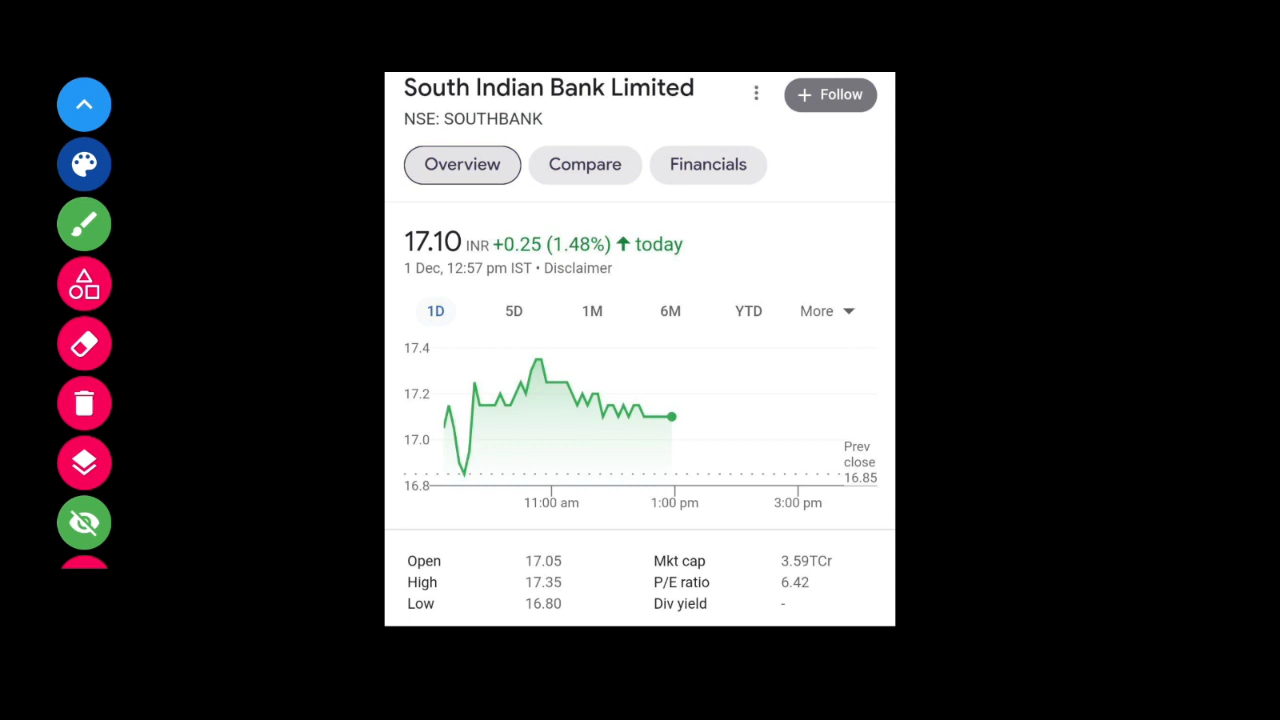 South Indian Bank Limited
+ Follow
NSE: SOUTHBANK
Overview Compare Financials
17.10 INR +0.25 (1.48%) ↑ today
1 Dec, 12:57 pm IST • Disclaimer
1D 5D 1M 6M YTD More
17.4
17.2
17.0
16.8
Prev
close
16.85
11:00 am 1:00 pm 3:00 pm
Open 17.05 Mkt cap 3.59TCr
High 17.35 P/E ratio 6.42
Low 16.80 Div yield -